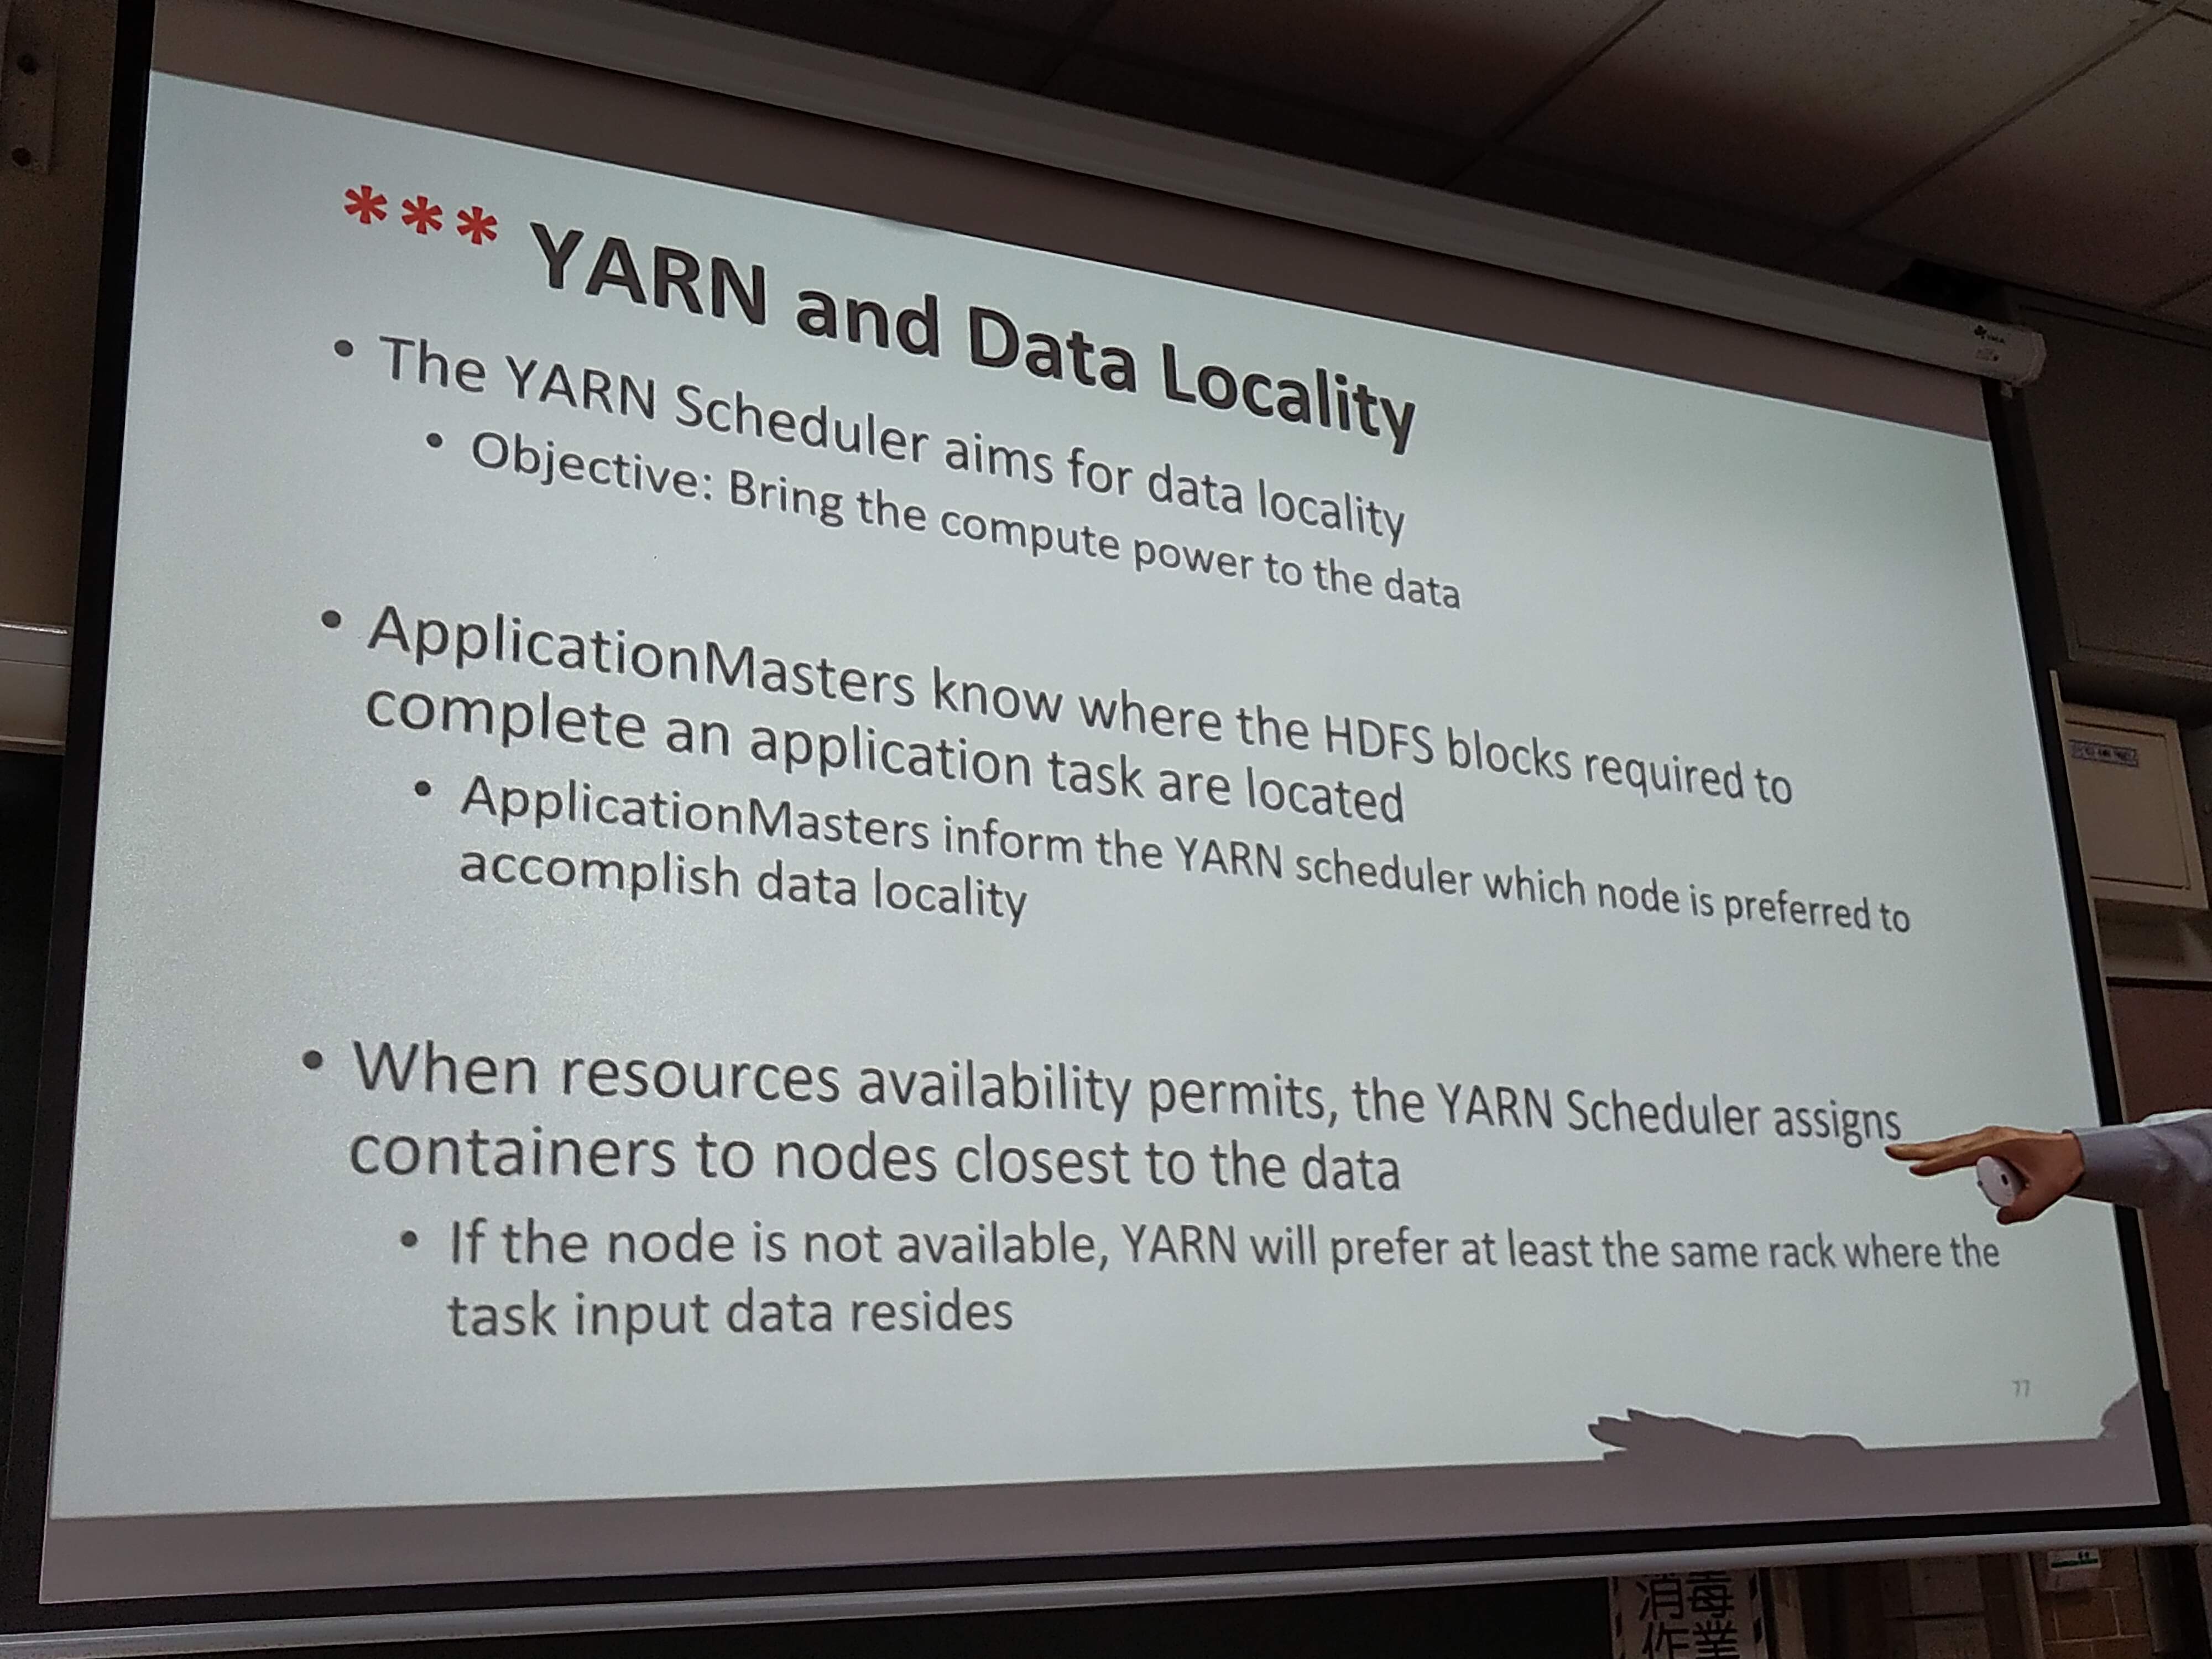 *** YARN and Data Locality
• The YARN Scheduler aims for data locality
• Objective: Bring the compute power to the data
• ApplicationMasters know where the HDFS blocks required to
complete an application task are located
• ApplicationMasters inform the YARN scheduler which node is preferred to
accomplish data locality
• When resources availability permits, the YARN Scheduler assigns
containers to nodes closest to the data
• If the node is not available, YARN will prefer at least the same rack where the
task input data resides
77
消毒
作業